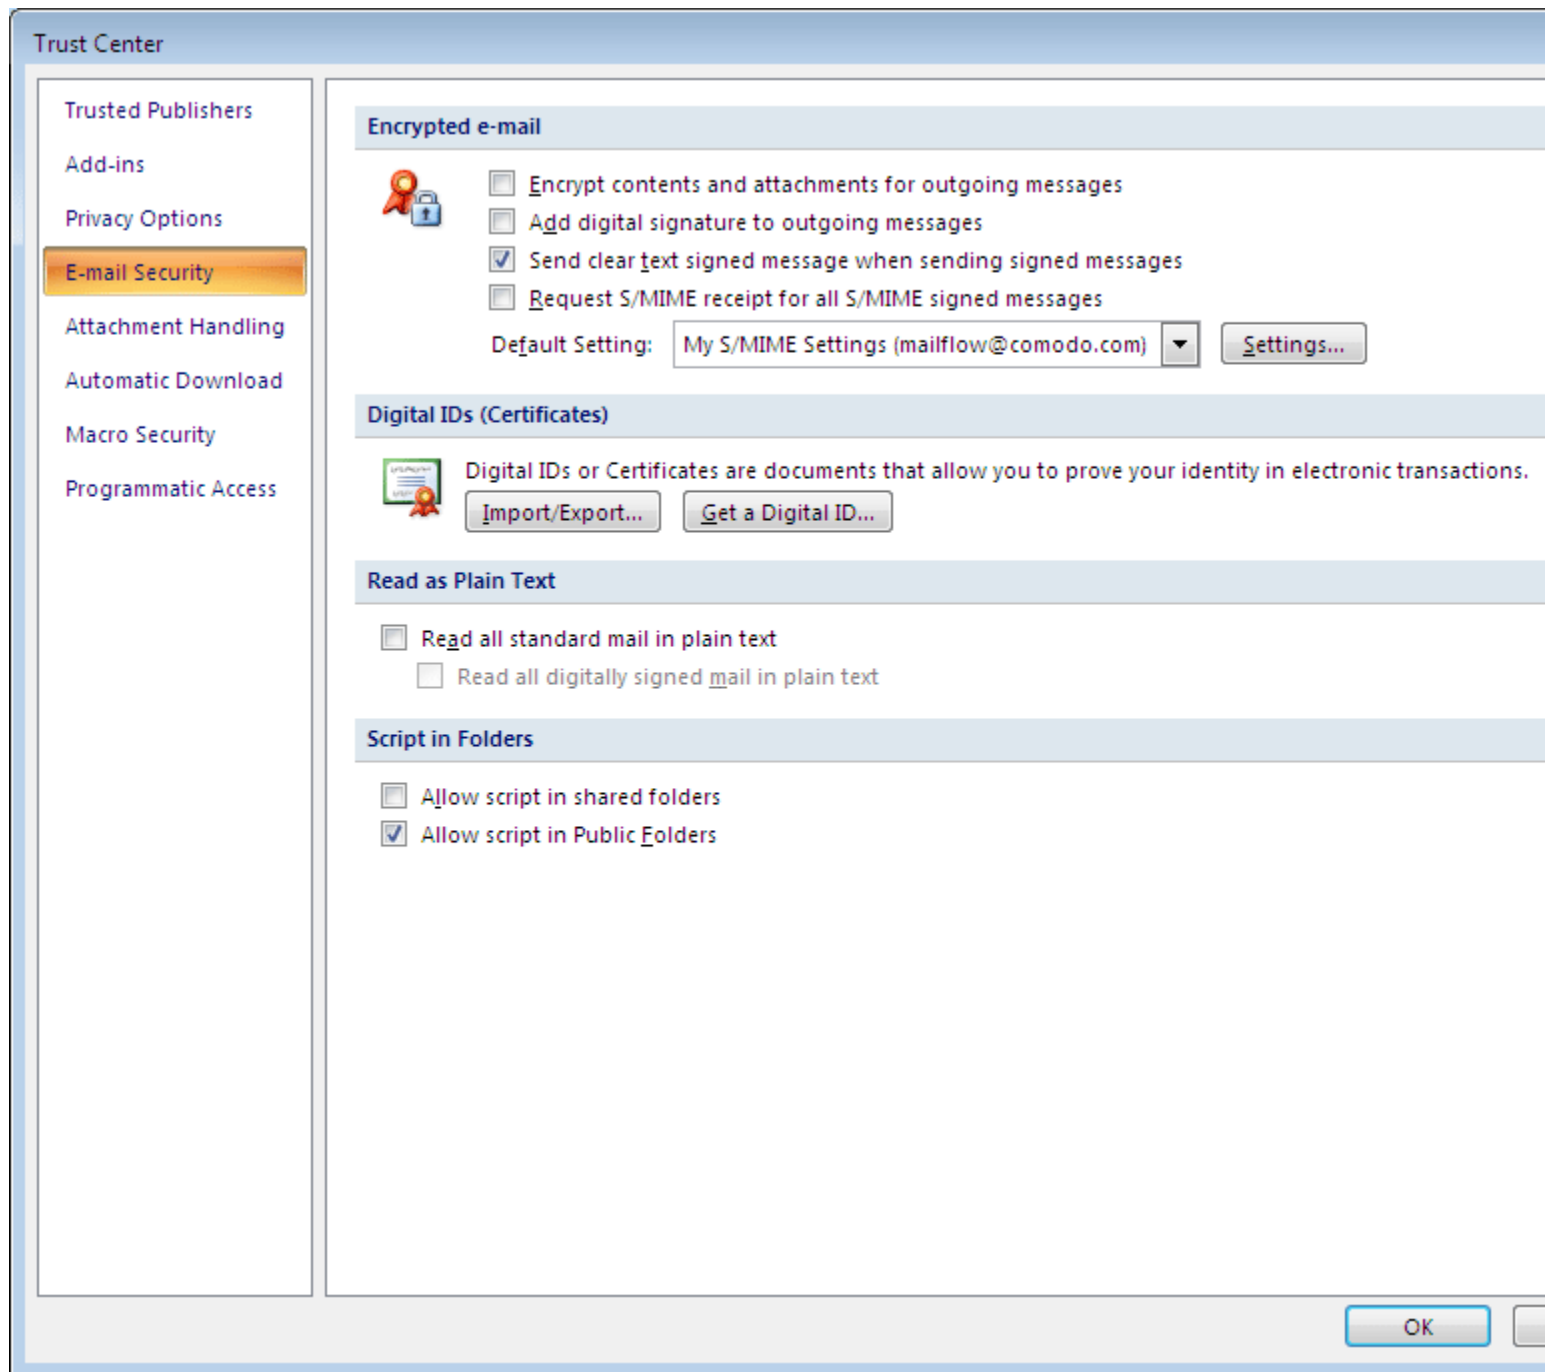 Trust Center
Trusted Publishers
Add-ins
Privacy Options
E-mail Security
Attachment Handling
Automatic Download
Macro Security
Programmatic Access
Encrypted e-mail
Encrypt contents and attachments for outgoing messages
Add digital signature to outgoing messages
Send clear text signed message when sending signed messages
Request S/MIME receipt for all S/MIME signed messages
Default Setting: My S/MIME Settings (mailflow@comodo.com) Settings...
Digital IDs (Certificates)
Digital IDs or Certificates are documents that allow you to prove your identity in electronic transactions.
Import/Export... Get a Digital ID...
Read as Plain Text
Read all standard mail in plain text
Read all digitally signed mail in plain text
Script in Folders
Allow script in shared folders
Allow script in Public Folders
OK